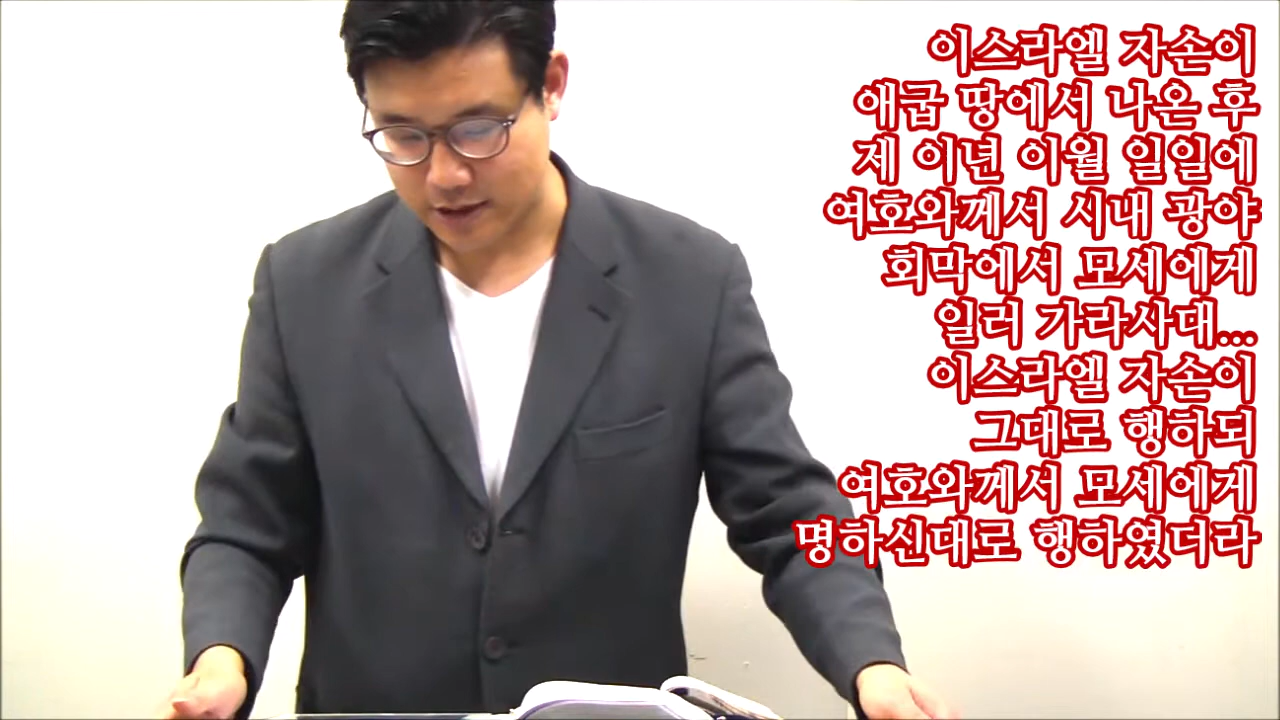 이스라엘 자손이
애굽 땅에서 나온 후
제 이년 이월 일일에
여호와께서 시내 광야
회막에서 모세에게
일러 가라사대...
이스라엘 자손이
그대로 행하되
여호와께서 모세에게
명하신대로 행하였더라